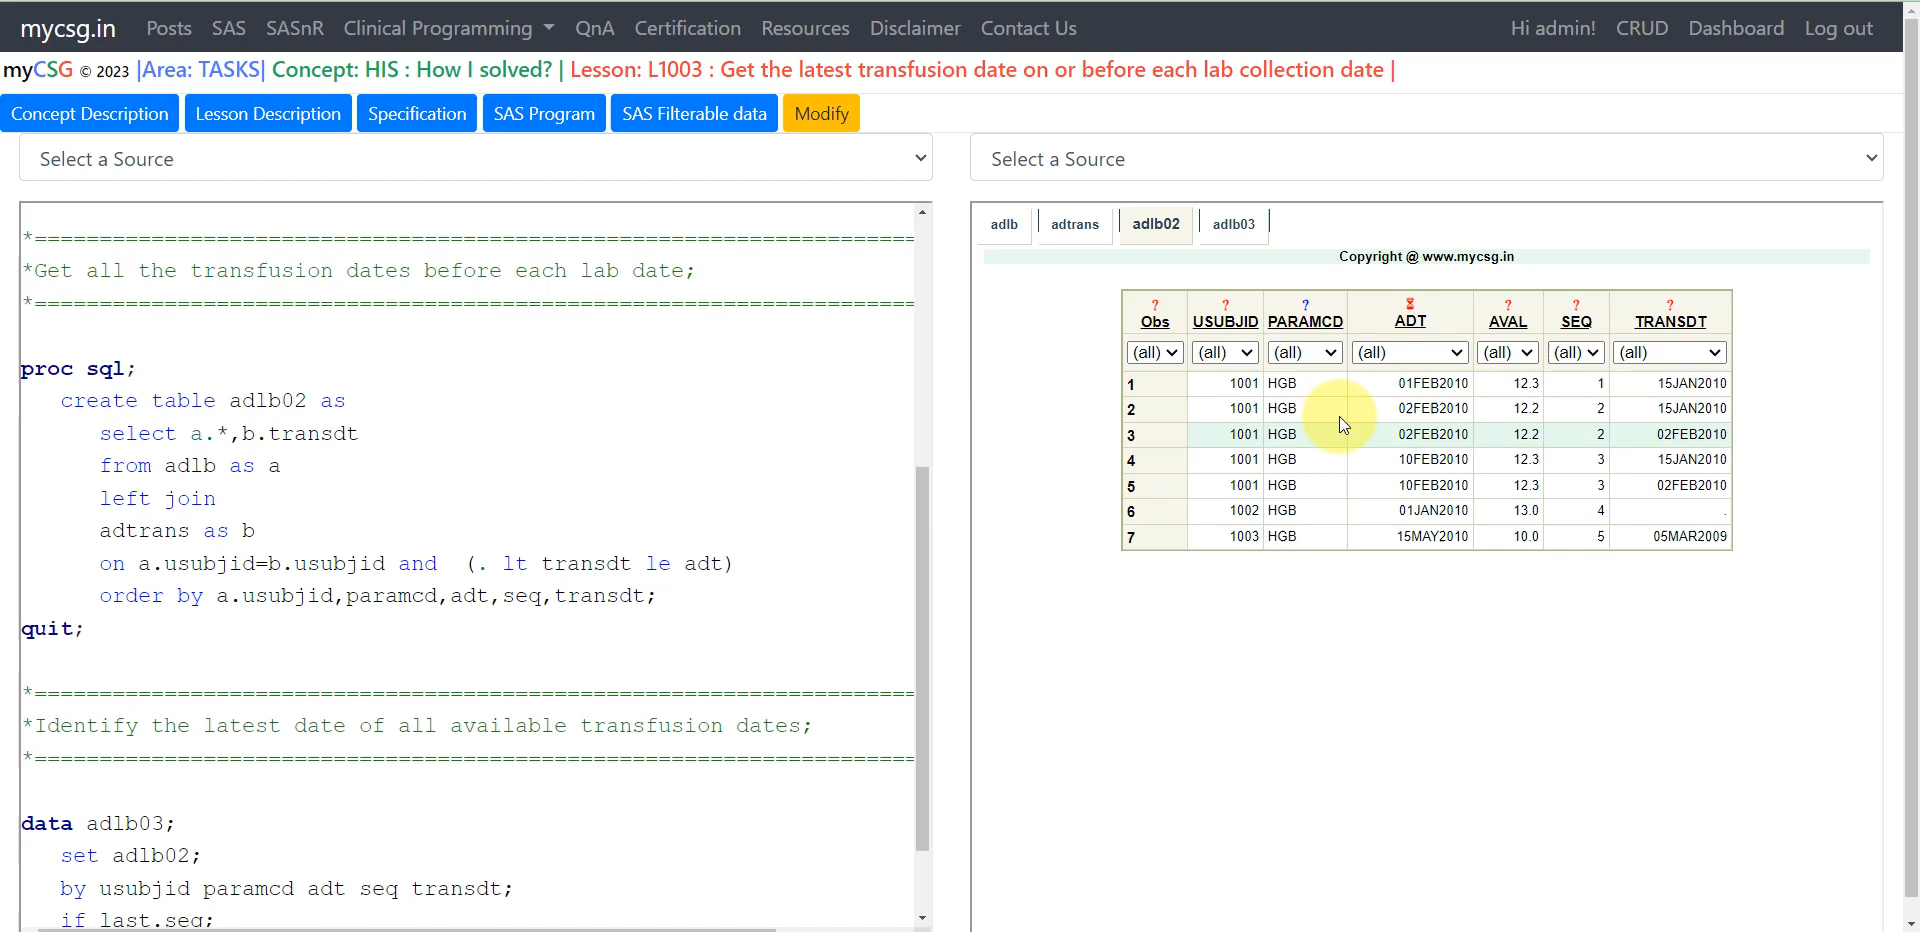 mycsg.in Posts SAS SASnR Clinical Programming QnA Certification Resources Disclaimer Contact Us Hi admin! CRUD Dashboard Log out
myCSG © 2023 |Area: TASKS| Concept: HIS : How I solved? | Lesson: L1003 : Get the latest transfusion date on or before each lab collection date |
Concept Description Lesson Description Specification SAS Program SAS Filterable data Modify
Select a Source
*====================================================================
*Get all the transfusion dates before each lab date;
*====================================================================
proc sql;
create table adlb02 as
select a.*,b.transdt
from adlb as a
left join
adtrans as b
on a.usubjid=b.usubjid and (. lt transdt le adt)
order by a.usubjid,paramcd,adt,seq,transdt;
quit;
*====================================================================
*Identify the latest date of all available transfusion dates;
*====================================================================
data adlb03;
set adlb02;
by usubjid paramcd adt seq transdt;
if last.seq;
Select a Source
adlb adtrans adlb02 adlb03
Copyright @ www.mycsg.in
? ? ? ? ? ?
Obs USUBJID PARAMCD ADT AVAL SEQ TRANSDT
(all) (all) (all) (all) (all) (all) (all)
1 1001 HGB 01FEB2010 12.3 1 15JAN2010
2 1001 HGB 02FEB2010 12.2 2 15JAN2010
3 1001 HGB 02FEB2010 12.2 2 02FEB2010
4 1001 HGB 10FEB2010 12.3 3 15JAN2010
5 1001 HGB 10FEB2010 12.3 3 02FEB2010
6 1002 HGB 01JAN2010 13.0 4 .
7 1003 HGB 15MAY2010 10.0 5 05MAR2009